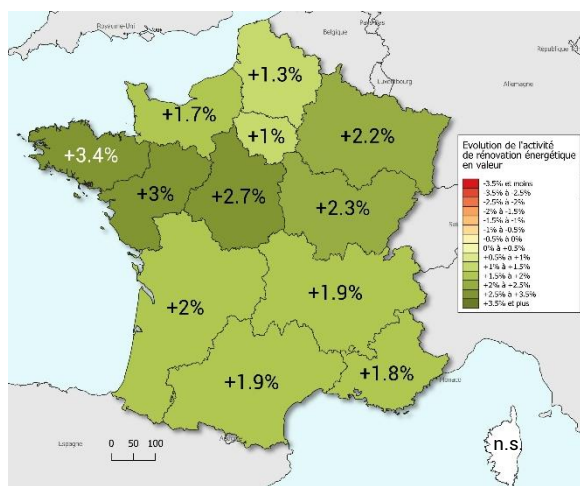 Royaume-Uni
Belgique
Pays-Bas
Luxembourg
Allemagne
+1.3%
+1.7%
+1%
+2.2%
+3.4%
+3%
+2.7%
+2.3%
+2%
+1.9%
+1.9%
+1.8%
Monaco
Espagne
0 50 100
n.s
Evolution de l'activité
de rénovation énergétique
en valeur
-3.5% et moins
-3.5% à -2.5%
-2.5% à -2%
-2% à -1.5%
-1.5% à -1%
-1% à -0.5%
-0.5% à 0%
0% à +0.5%
+0.5% à +1%
+1% à +1.5%
+1.5% à +2%
+2% à +2.5%
+2.5% à +3.5%
+3.5% et plus